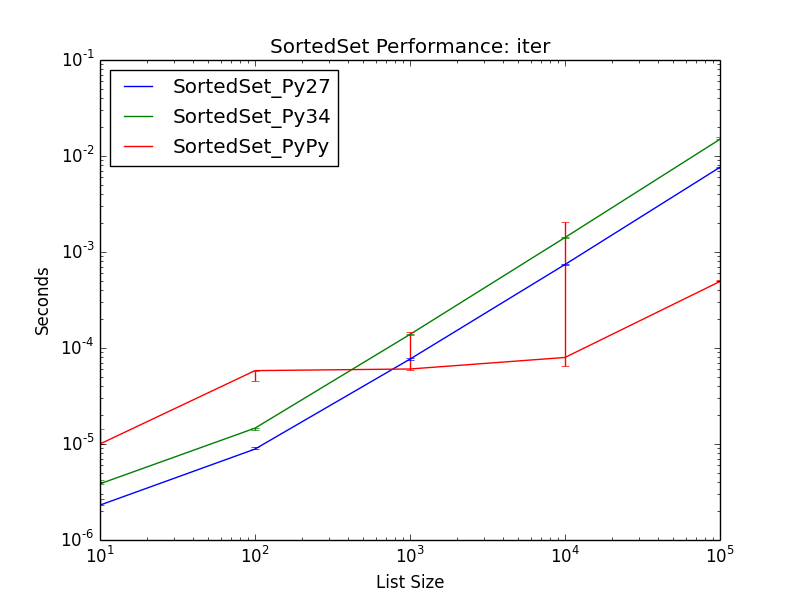 SortedSet Performance: iter
10^-1
SortedSet_Py27
SortedSet_Py34
SortedSet_PyPy
10^-2
10^-3
Seconds
10^-4
10^-5
10^-6
10^1 10^2 10^3 10^4 10^5
List Size